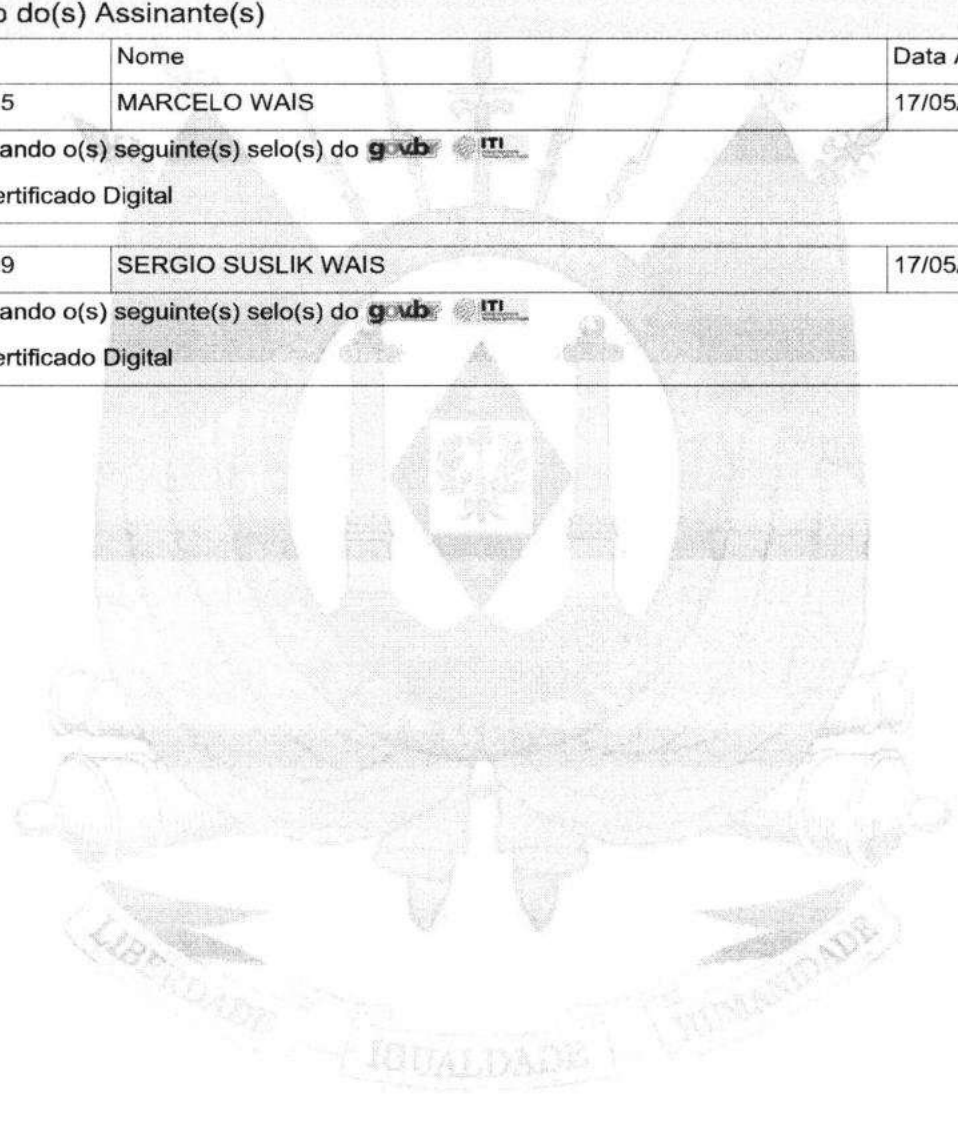 o do(s) Assinante(s)
Nome Data A
5 MARCELO WAIS 17/05/
ando o(s) seguinte(s) selo(s) do gov.br ITI
ertificado Digital
9 SERGIO SUSLIK WAIS 17/05/
ando o(s) seguinte(s) selo(s) do gov.br ITI
ertificado Digital
LIBERDADE
IGUALDADE
HUMANIDADE